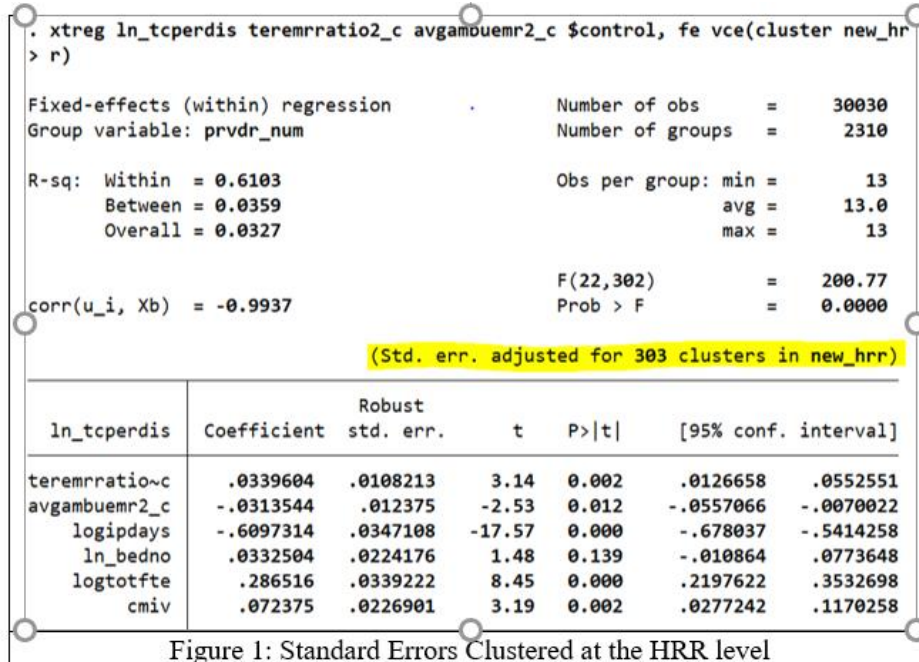 . xtreg ln_tcperdis teremrratio2_c avgambuemr2_c $control, fe vce(cluster new_hr
> r)
Fixed-effects (within) regression Number of obs = 30030
Group variable: prvdr_num Number of groups = 2310
R-sq: Within = 0.6103 Obs per group: min = 13
Between = 0.0359 avg = 13.0
Overall = 0.0327 max = 13
F(22,302) = 200.77
corr(u_i, Xb) = -0.9937 Prob > F = 0.0000
(Std. err. adjusted for 303 clusters in new_hrr)
Robust
ln_tcperdis Coefficient std. err. t P>|t| [95% conf. interval]
teremrratio~c .0339604 .0108213 3.14 0.002 .0126658 .0552551
avgambuemr2_c -.0313544 .012375 -2.53 0.012 -.0557066 -.0070022
logipdays -.6097314 .0347108 -17.57 0.000 -.678037 -.5414258
ln_bedno .0332504 .0224176 1.48 0.139 -.010864 .0773648
logtotfte .286516 .0339222 8.45 0.000 .2197622 .3532698
cmiv .072375 .0226901 3.19 0.002 .0277242 .1170258
Figure 1: Standard Errors Clustered at the HRR level